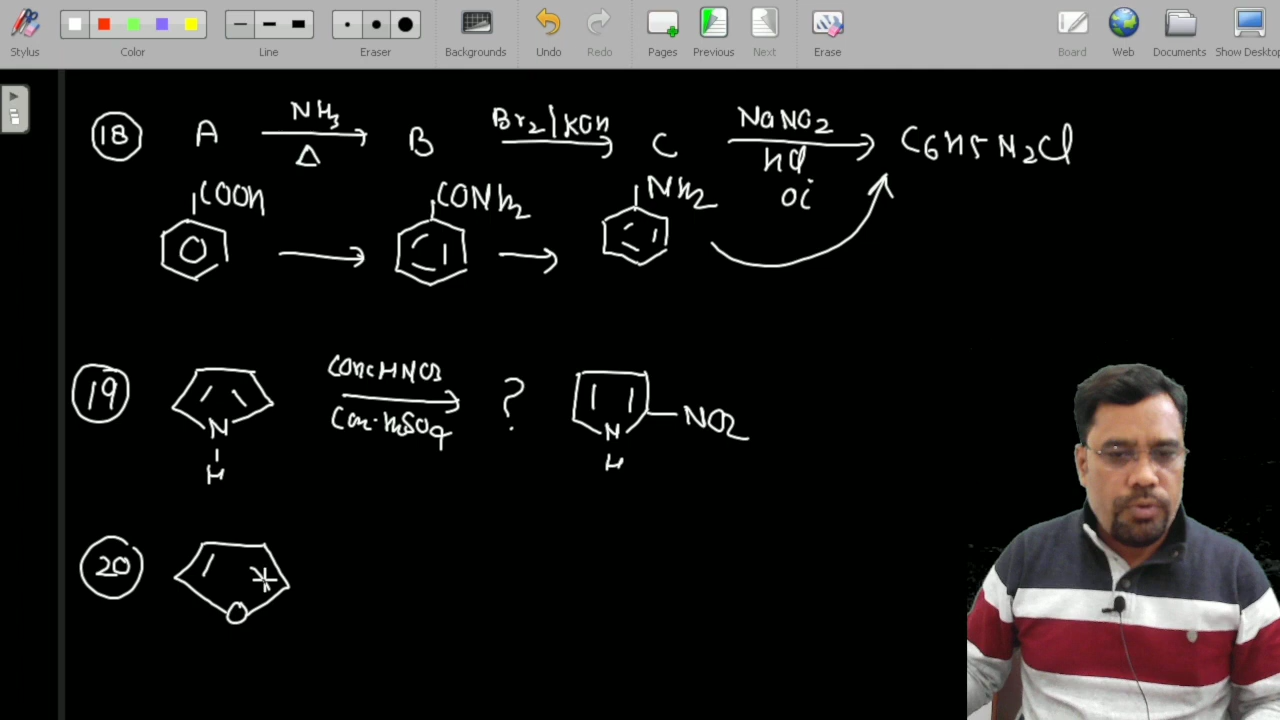 Stylus Color Line Eraser Backgrounds Undo Redo Pages Previous Next Erase Board Web Documents Show Deskto
18 A NH3 Δ B Br2|KOH C NaNO2 HCl 0°C C6H5N2Cl
COOH CONH2 NH2
19 N H Conc HNO3 Con. H2SO4 ? N H NO2
20 O